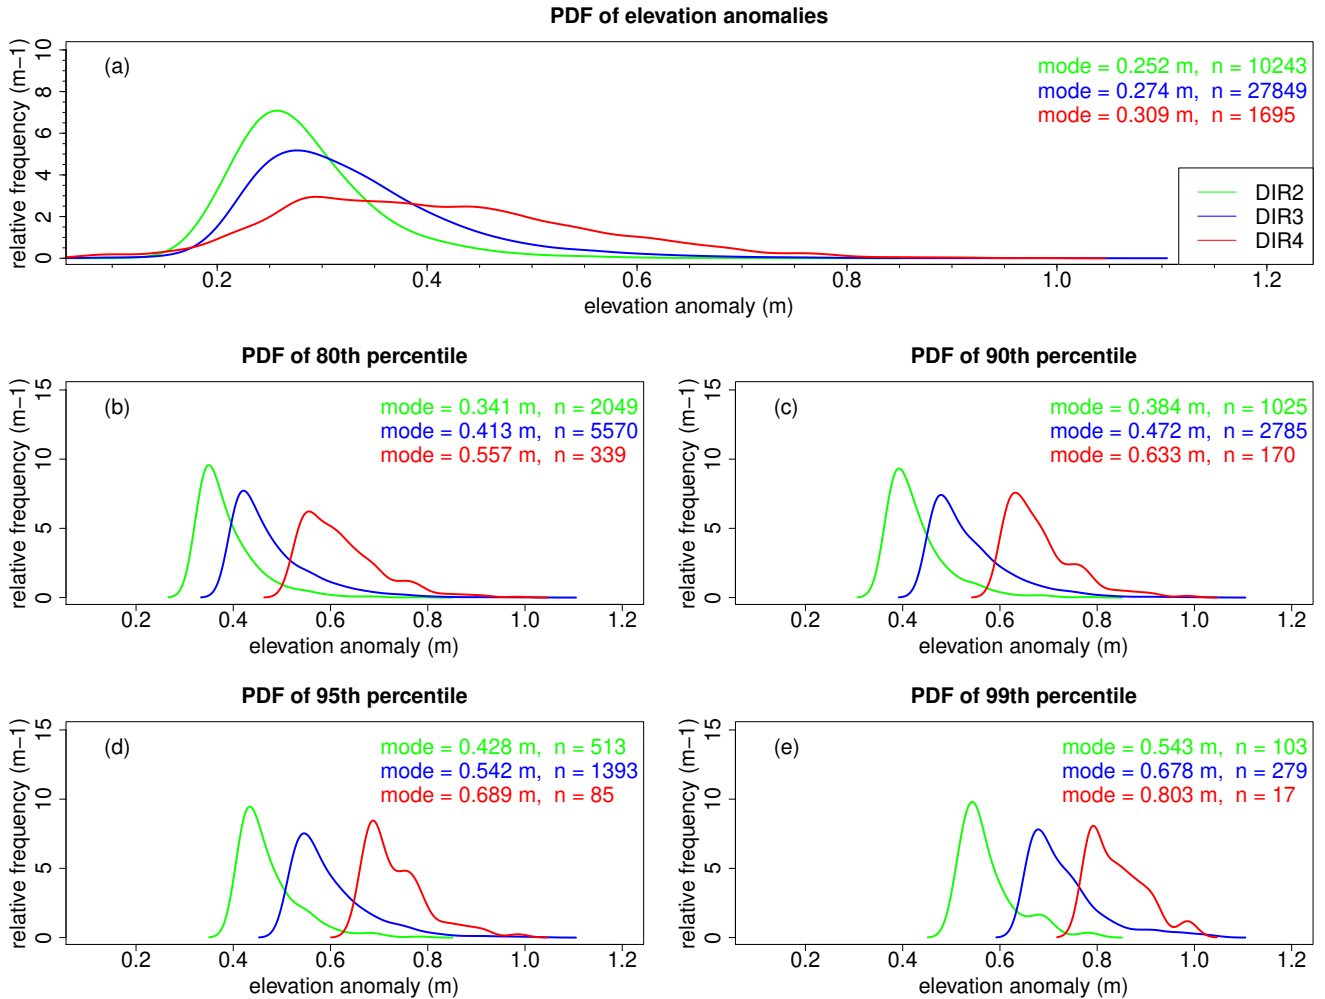 PDF of elevation anomalies
relative frequency (m−1)
0 2 4 6 8 10
(a)
mode = 0.252 m, n = 10243
mode = 0.274 m, n = 27849
mode = 0.309 m, n = 1695
DIR2
DIR3
DIR4
0.2 0.4 0.6 0.8 1.0 1.2
elevation anomaly (m)
PDF of 80th percentile
relative frequency (m−1)
0 5 10 15
(b)
mode = 0.341 m, n = 2049
mode = 0.413 m, n = 5570
mode = 0.557 m, n = 339
0.2 0.4 0.6 0.8 1.0 1.2
elevation anomaly (m)
PDF of 90th percentile
relative frequency (m−1)
0 5 10 15
(c)
mode = 0.384 m, n = 1025
mode = 0.472 m, n = 2785
mode = 0.633 m, n = 170
0.2 0.4 0.6 0.8 1.0 1.2
elevation anomaly (m)
PDF of 95th percentile
relative frequency (m−1)
0 5 10 15
(d)
mode = 0.428 m, n = 513
mode = 0.542 m, n = 1393
mode = 0.689 m, n = 85
0.2 0.4 0.6 0.8 1.0 1.2
elevation anomaly (m)
PDF of 99th percentile
relative frequency (m−1)
0 5 10 15
(e)
mode = 0.543 m, n = 103
mode = 0.678 m, n = 279
mode = 0.803 m, n = 17
0.2 0.4 0.6 0.8 1.0 1.2
elevation anomaly (m)